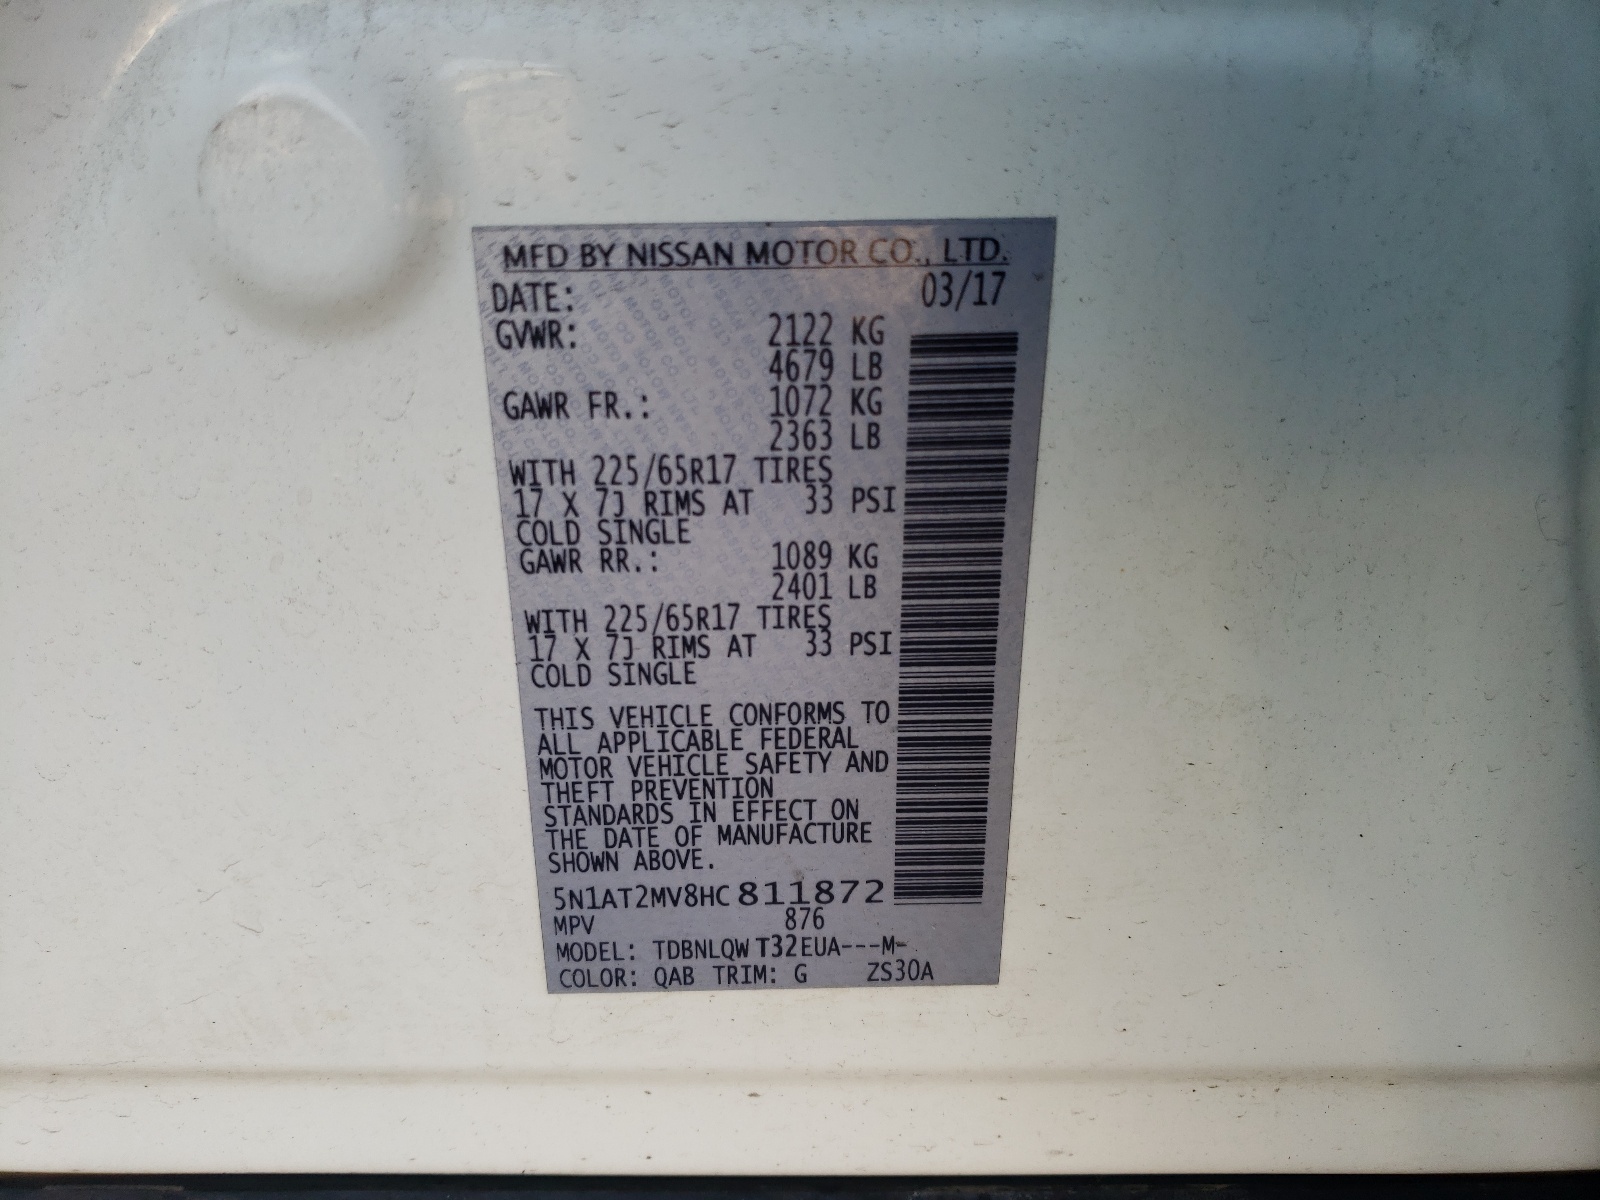 MFD BY NISSAN MOTOR CO., LTD.
DATE: 03/17
GVWR: 2122 KG
4679 LB
GAWR FR.: 1072 KG
2363 LB
WITH 225/65R17 TIRES
17 X 7J RIMS AT 33 PSI
COLD SINGLE
GAWR RR.: 1089 KG
2401 LB
WITH 225/65R17 TIRES
17 X 7J RIMS AT 33 PSI
COLD SINGLE
THIS VEHICLE CONFORMS TO
ALL APPLICABLE FEDERAL
MOTOR VEHICLE SAFETY AND
THEFT PREVENTION
STANDARDS IN EFFECT ON
THE DATE OF MANUFACTURE
SHOWN ABOVE.
5N1AT2MV8HC811872
MPV 876
MODEL: TDBNLQWT32EUA---M-
COLOR: QAB TRIM: G ZS30A